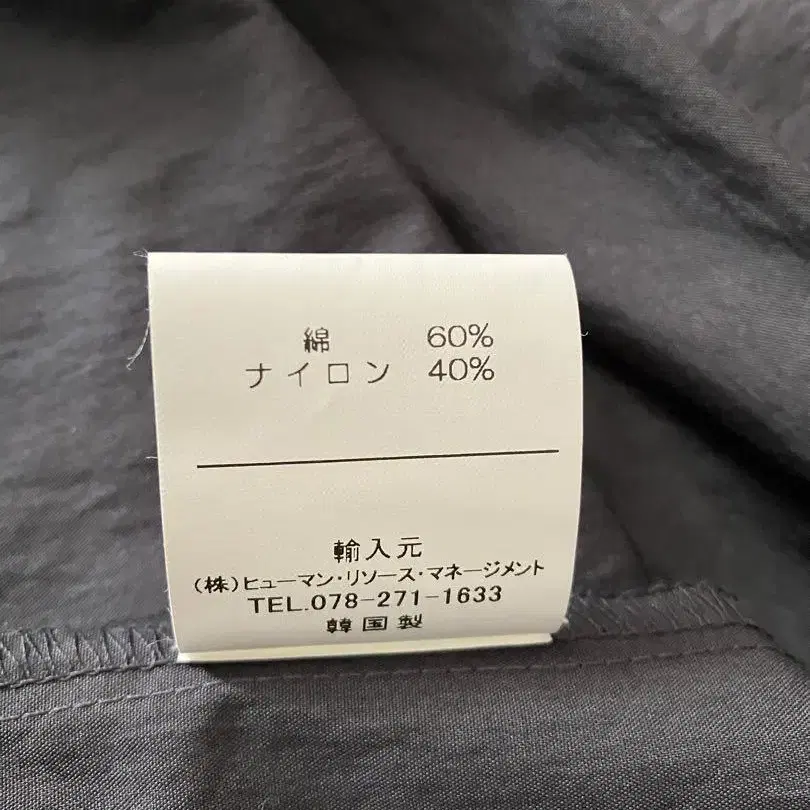 綿 60%
ナイロン 40%
輸入元
(株)ヒューマン・リソース・マネージメント
TEL.078-271-1633
韓国製